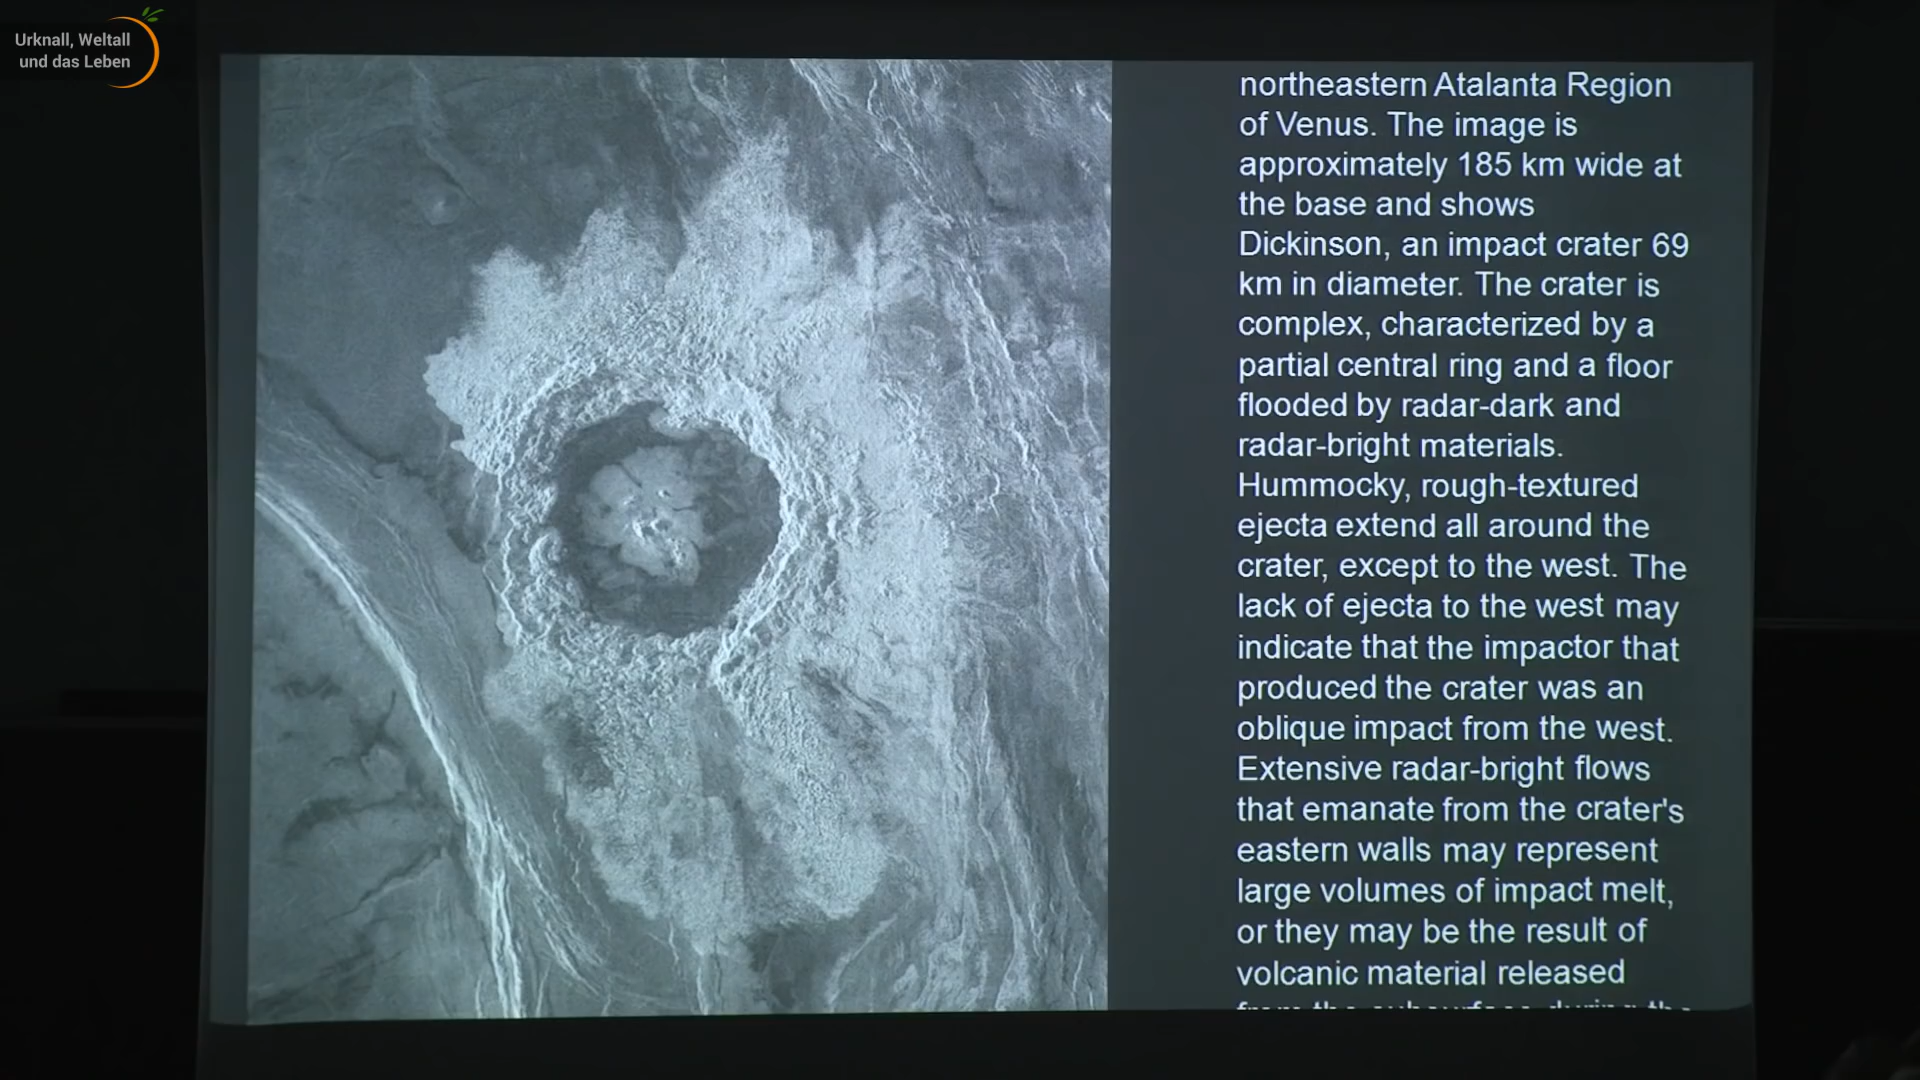 Urknall, Weltall
und das Leben
northeastern Atalanta Region
of Venus. The image is
approximately 185 km wide at
the base and shows
Dickinson, an impact crater 69
km in diameter. The crater is
complex, characterized by a
partial central ring and a floor
flooded by radar-dark and
radar-bright materials.
Hummocky, rough-textured
ejecta extend all around the
crater, except to the west. The
lack of ejecta to the west may
indicate that the impactor that
produced the crater was an
oblique impact from the west.
Extensive radar-bright flows
that emanate from the crater's
eastern walls may represent
large volumes of impact melt,
or they may be the result of
volcanic material released
from the subsurface during the